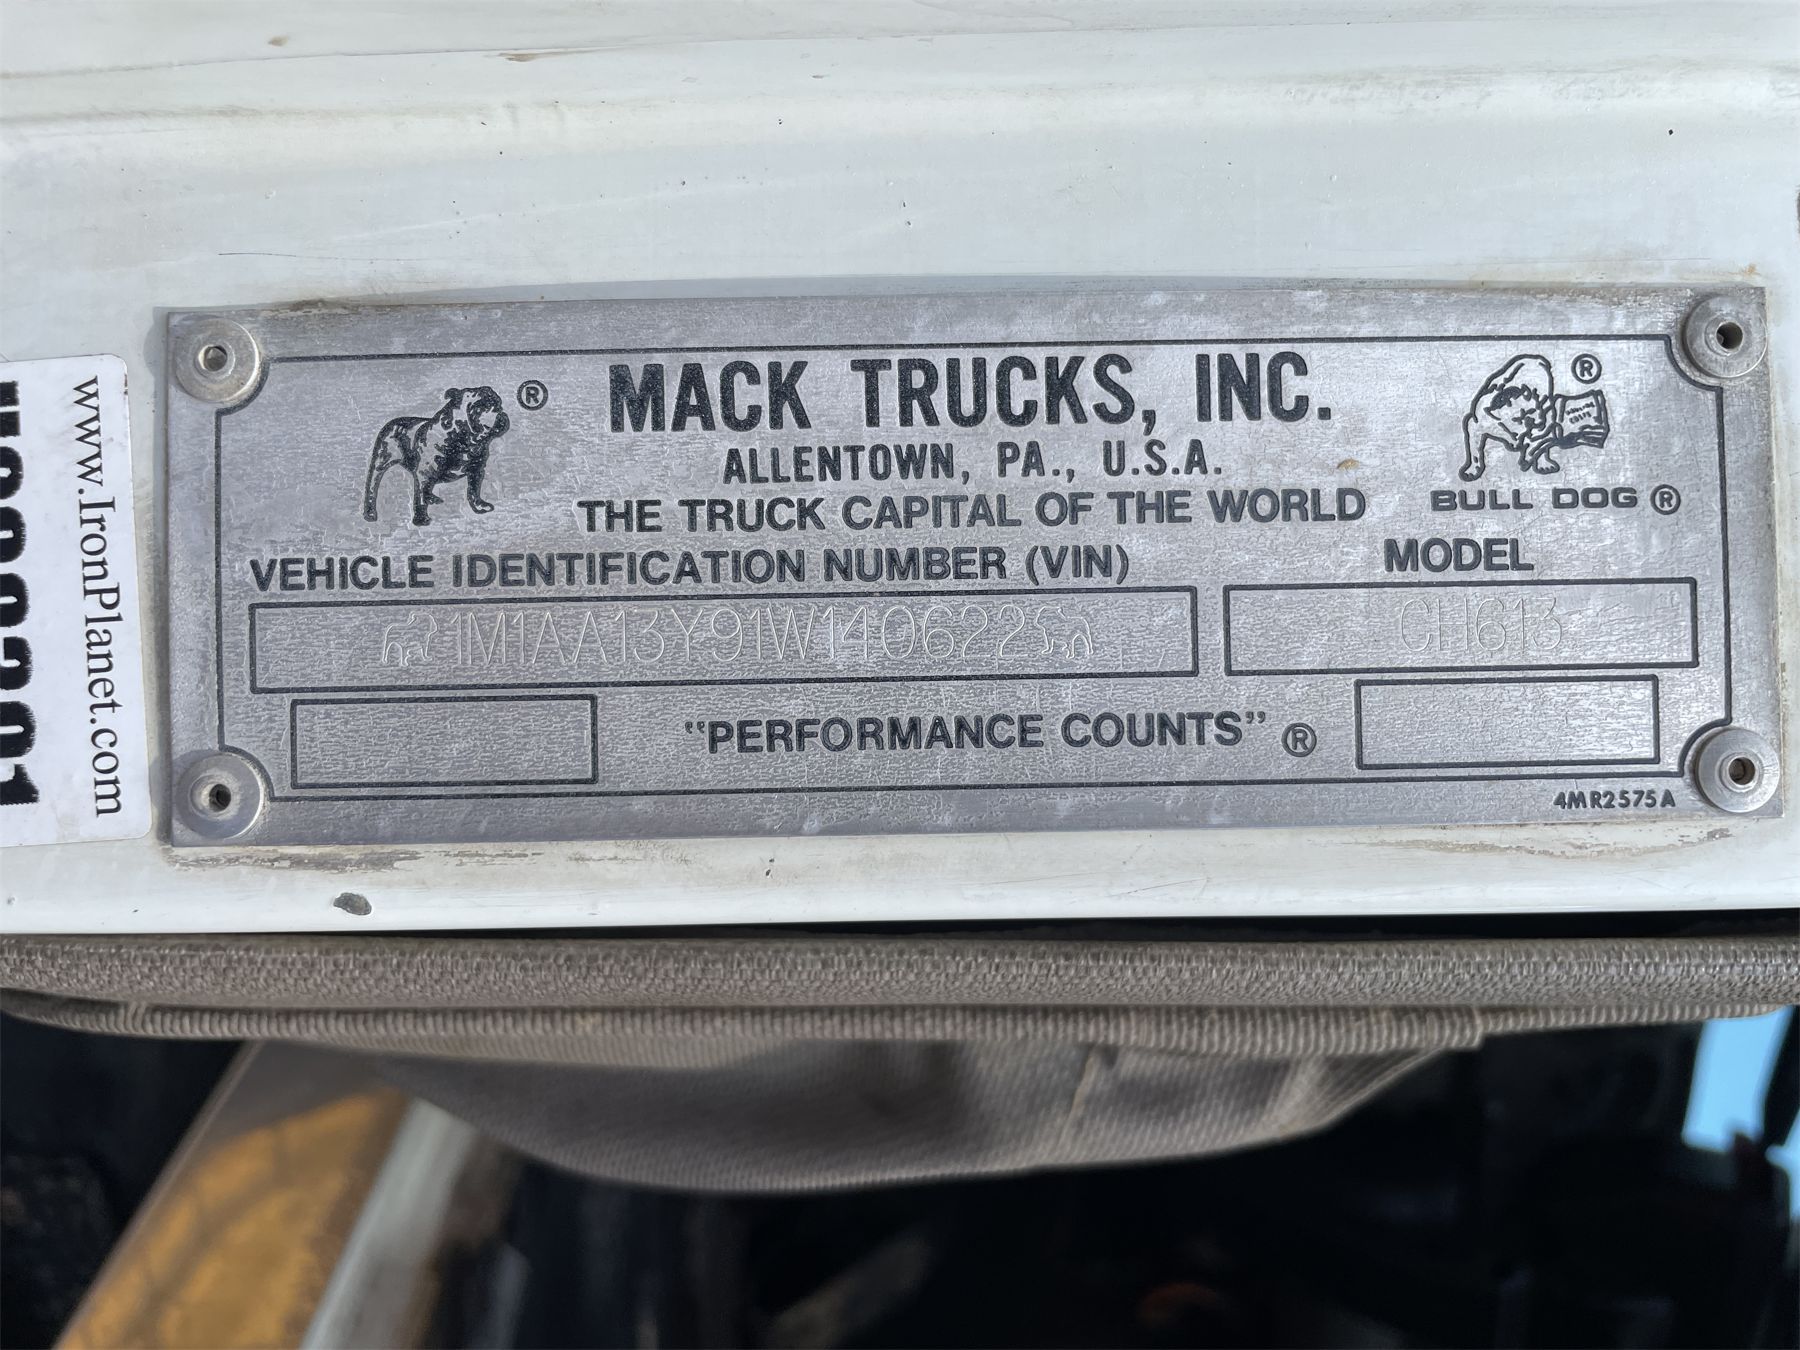 MACK TRUCKS, INC.
ALLENTOWN, PA., U.S.A.
THE TRUCK CAPITAL OF THE WORLD
BULL DOG ®
VEHICLE IDENTIFICATION NUMBER (VIN)
MODEL
1M1AA13Y91W140622
CH613
"PERFORMANCE COUNTS" ®
4MR2575A
www.IronPlanet.com